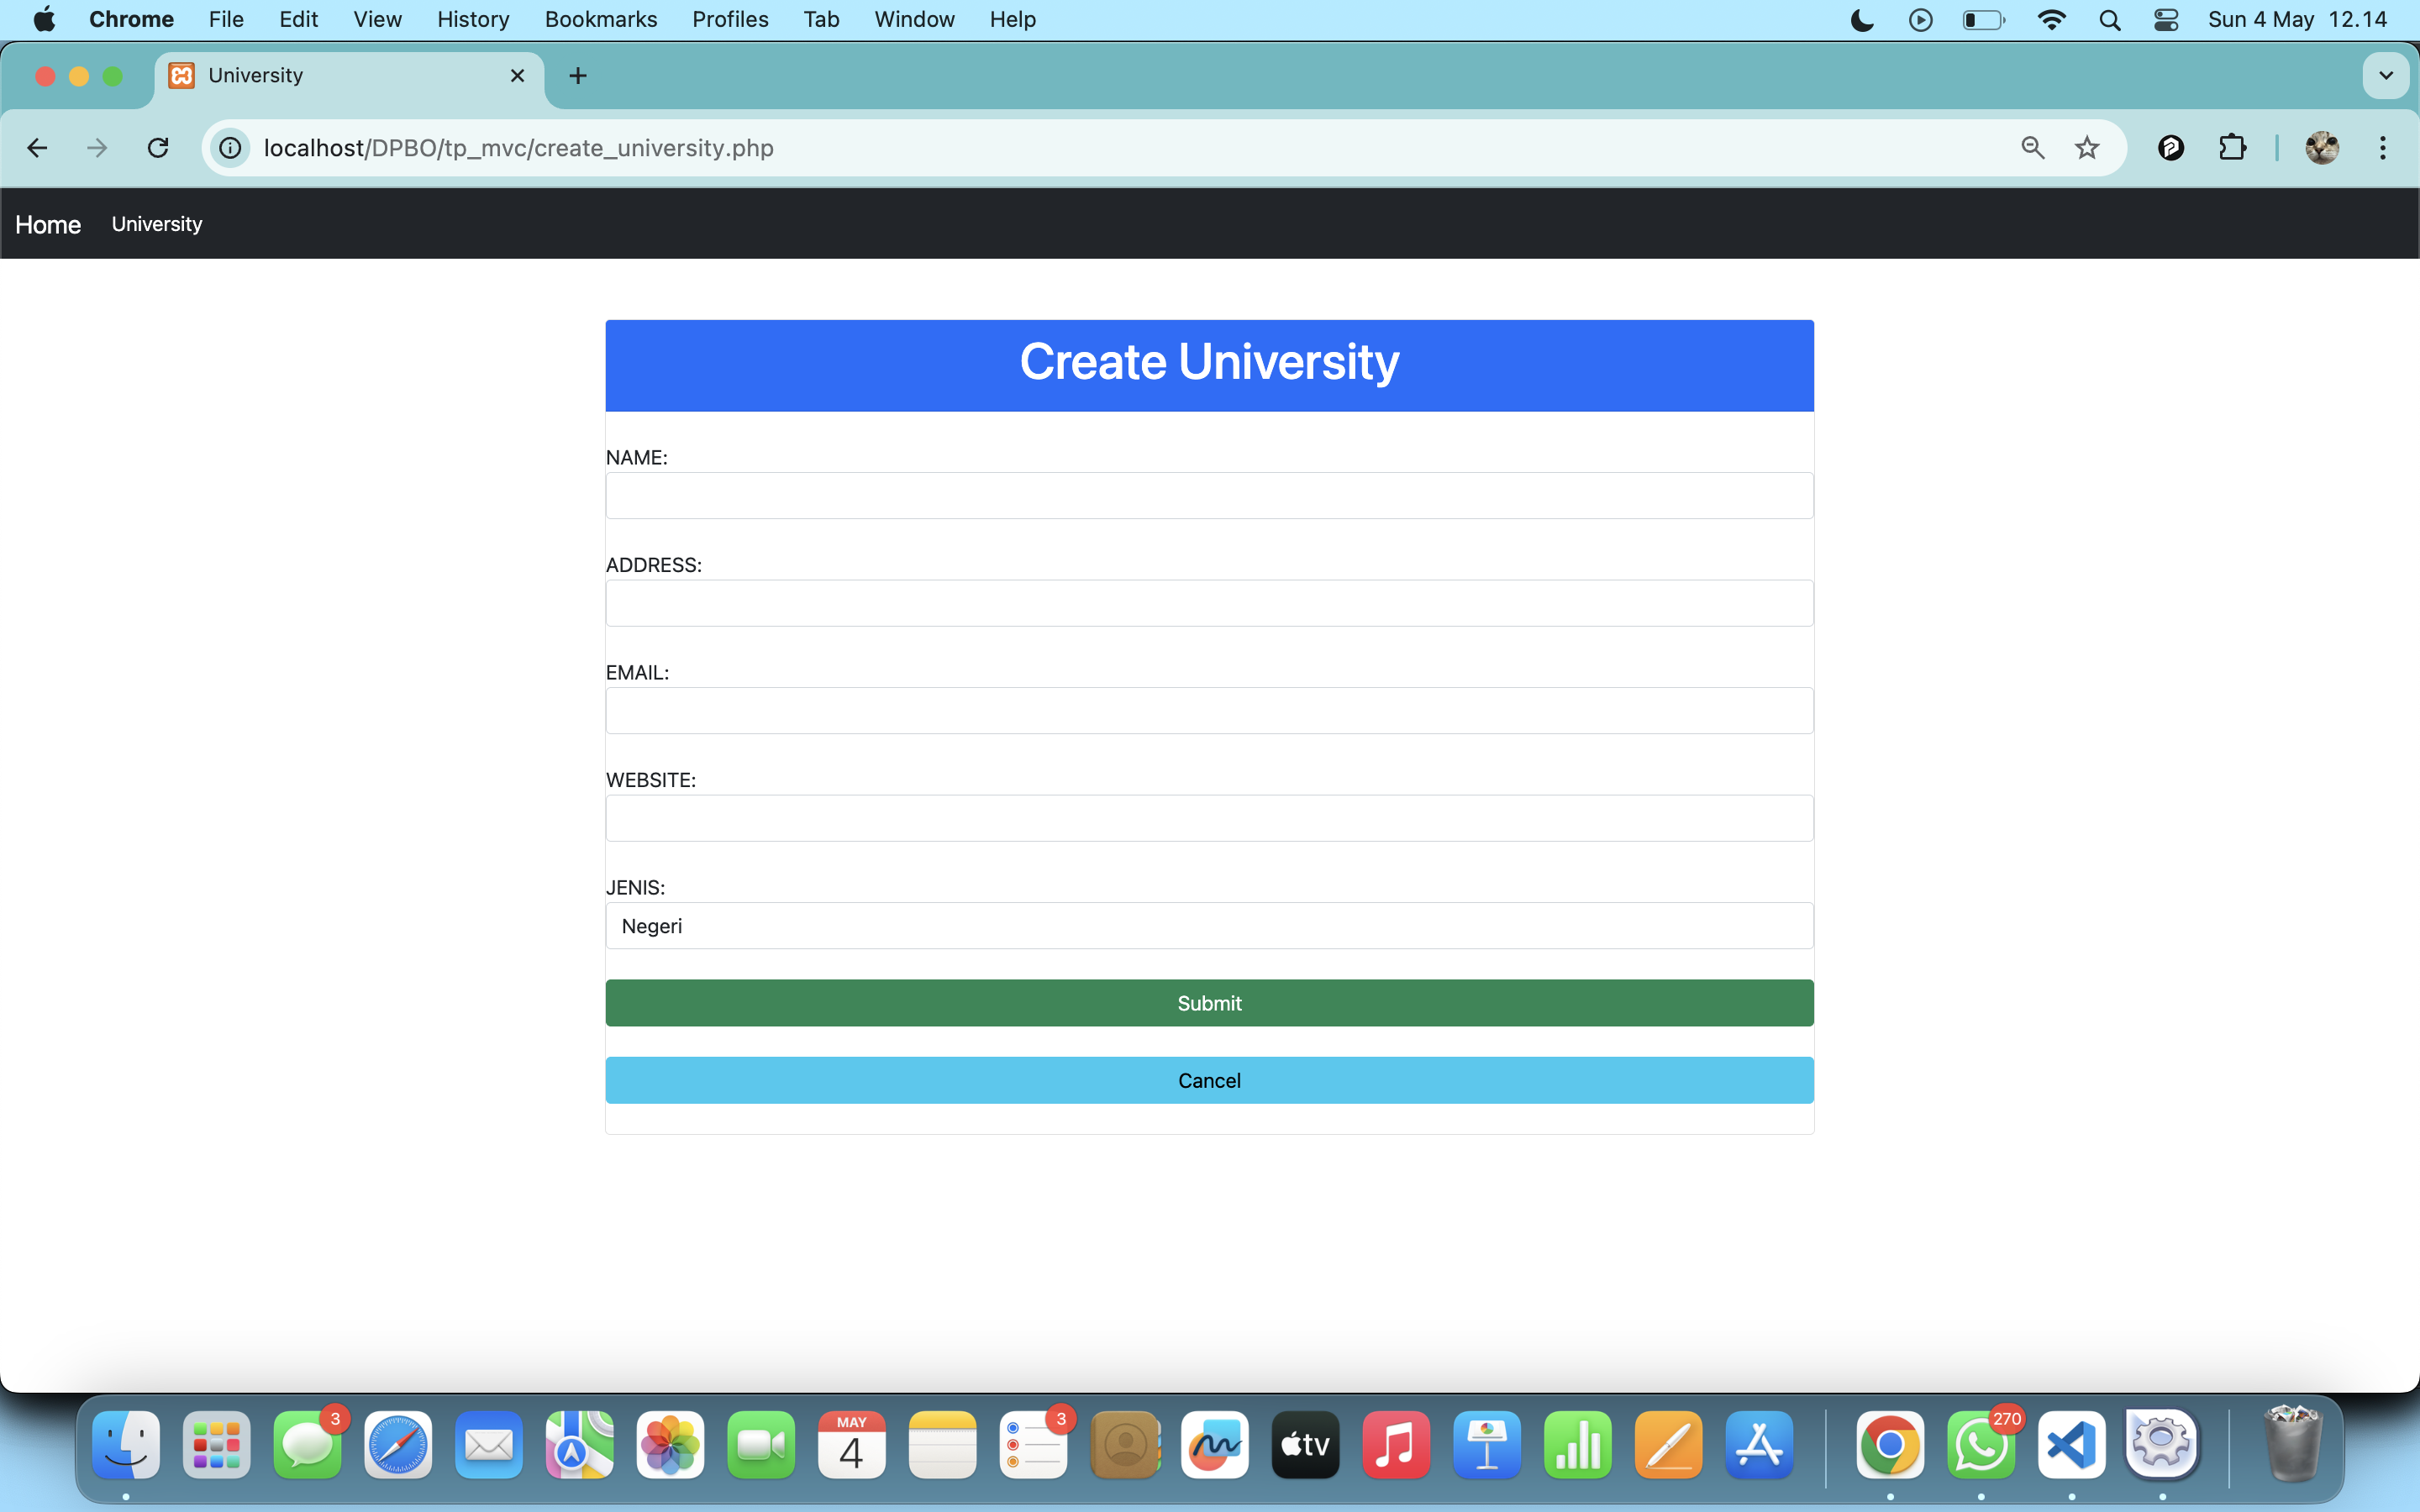 Chrome File Edit View History Bookmarks Profiles Tab Window Help Sun 4 May 12.14
University
localhost/DPBO/tp_mvc/create_university.php
Home University
Create University
NAME:
ADDRESS:
EMAIL:
WEBSITE:
JENIS:
Negeri
Submit
Cancel
3 MAY 4 3 tv 270